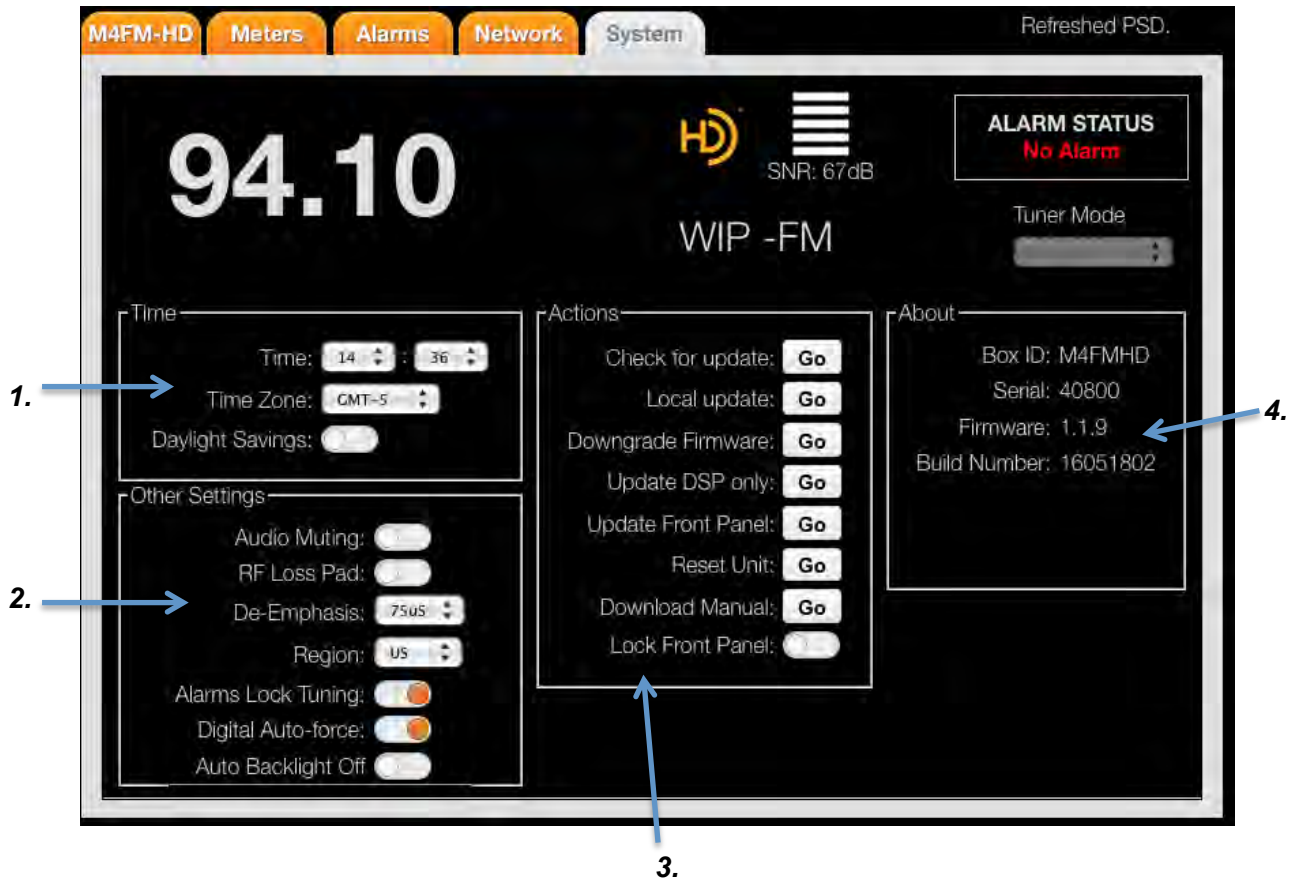 M4FM-HD Meters Alarms Network System
Refreshed PSD.
94.10
HD
SNR: 67dB
WIP -FM
ALARM STATUS
No Alarm
Tuner Mode
Time
Time: 14 : 36
Time Zone: GMT-5
Daylight Savings:
Other Settings
Audio Muting:
RF Loss Pad:
De-Emphasis: 75uS
Region: US
Alarms Lock Tuning:
Digital Auto-force:
Auto Backlight Off
Actions
Check for update: Go
Local update: Go
Downgrade Firmware: Go
Update DSP only: Go
Update Front Panel: Go
Reset Unit: Go
Download Manual: Go
Lock Front Panel:
About
Box ID: M4FMHD
Serial: 40800
Firmware: 1.1.9
Build Number: 16051802
1.
2.
3.
4.